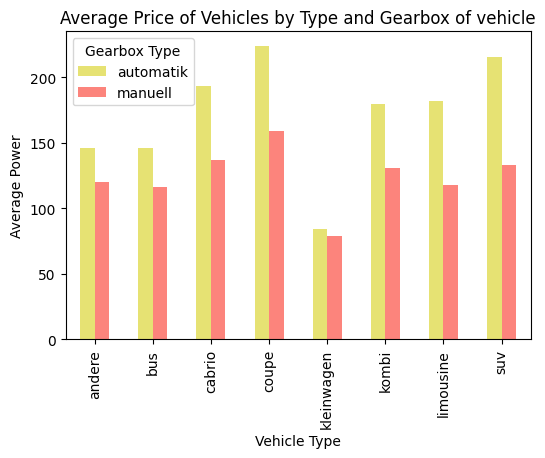 Average Price of Vehicles by Type and Gearbox of vehicle
Gearbox Type
automatik
manuell
200
150
100
50
0
Average Power
andere
bus
cabrio
coupe
kleinwagen
kombi
limousine
suv
Vehicle Type